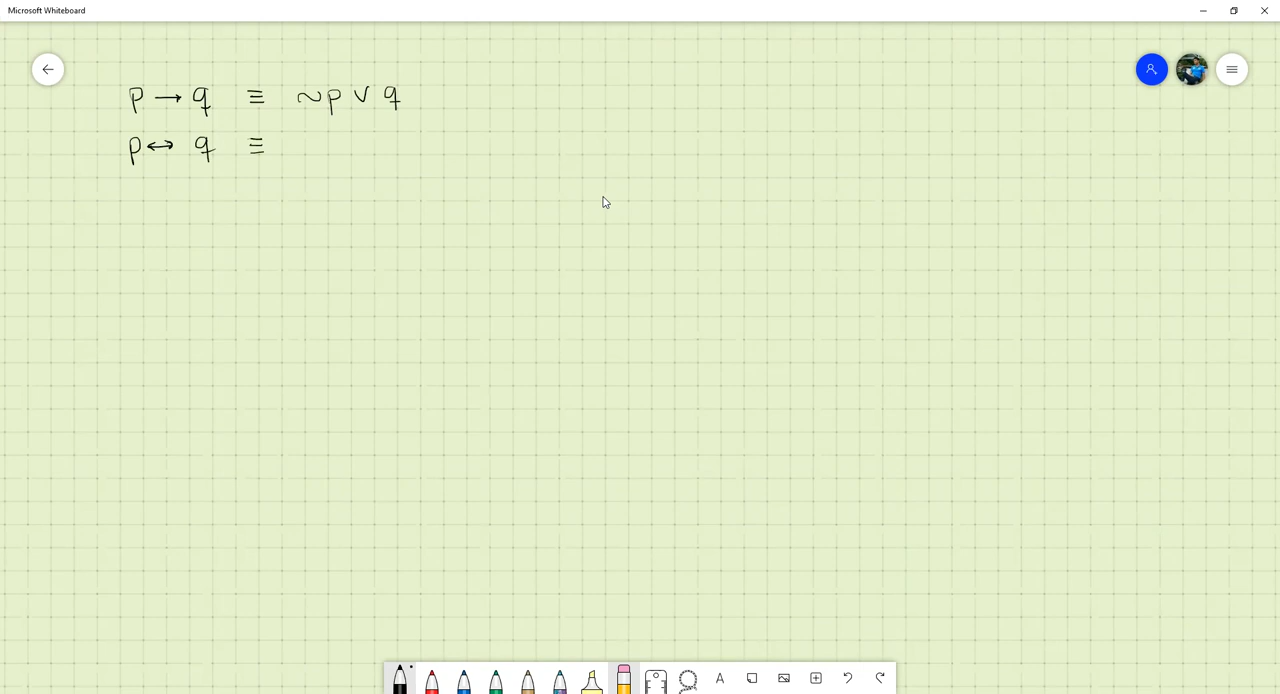 Microsoft Whiteboard
p → q ≡ ~p ∨ q
p ↔ q ≡
A